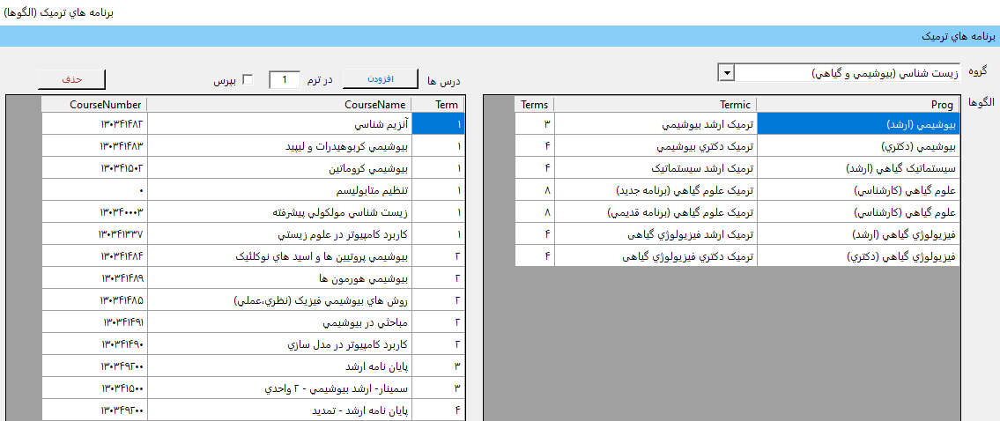 برنامه هاي ترميک (الگوها)
برنامه هاي ترميک
گروه زيست شناسي (بيوشيمي و گياهي)
الگوها
Prog Termic Terms
بيوشيمي (ارشد) ترميک ارشد بيوشيمي ۳
بيوشيمي (دکتري) ترميک دکتري بيوشيمي ۴
سيستماتيک گياهي (ارشد) ترميک ارشد سيستماتيک ۴
علوم گياهي (کارشناسي) ترميک علوم گياهي (برنامه جديد) ۸
علوم گياهي (کارشناسي) ترميک علوم گياهي (برنامه قديمي) ۸
فيزيولوژي گياهي (ارشد) ترميک ارشد فيزيولوژي گياهی ۴
فيزيولوژي گياهي (دکتري) ترميک دکتري فيزيولوژي گياهی ۴
درس ها افزودن در ترم 1 بپرس حذف
Term CourseName CourseNumber
۱ آنزيم شناسي ۱۳۰۳۴۱۴۸۲
۱ بيوشيمي کربوهيدرات و ليپيد ۱۳۰۳۴۱۴۸۳
۱ بيوشيمي کروماتين ۱۳۰۳۴۱۵۰۲
۱ تنظيم متابوليسم ۰
۱ زيست شناسي مولکولي پيشرفته ۱۳۰۳۴۰۰۰۳
۱ کاربرد کامپيوتر در علوم زيستي ۱۳۰۳۴۱۳۳۷
۲ بيوشيمي پروتيين ها و اسيد هاي نوکلئيک ۱۳۰۳۴۱۴۸۴
۲ بيوشيمي هورمون ها ۱۳۰۳۴۱۴۸۹
۲ روش هاي بيوشيمي فيزيک (نظري،عملي) ۱۳۰۳۴۱۴۸۵
۲ مباحثي در بيوشيمي ۱۳۰۳۴۱۴۹۱
۲ کاربرد کامپيوتر در مدل سازي ۱۳۰۳۴۱۴۹۰
۳ پايان نامه ارشد ۱۳۰۳۴۹۲۰۰
۳ سمينار- ارشد بيوشيمي - ۲ واحدي ۱۳۰۳۴۱۵۰۰
۴ پايان نامه ارشد - تمديد ۱۳۰۳۴۹۲۰۰